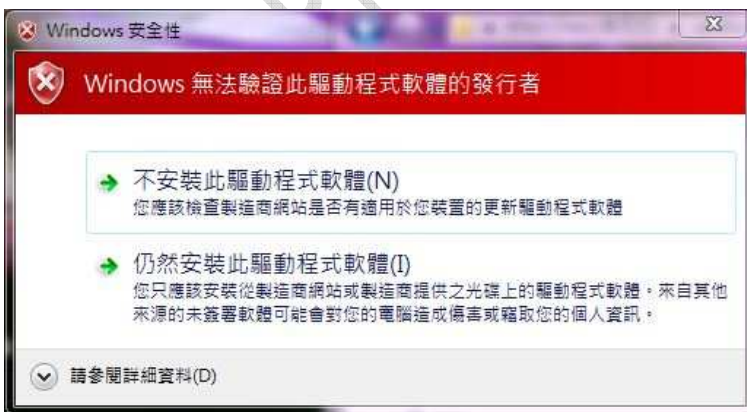 Windows 安全性
Windows 無法驗證此驅動程式軟體的發行者
不安裝此驅動程式軟體(N)
您應該檢查製造商網站是否有適用於您裝置的更新驅動程式軟體
仍然安裝此驅動程式軟體(I)
您只應該安裝從製造商網站或製造商提供之光碟上的驅動程式軟體。來自其他
來源的未簽署軟體可能會對您的電腦造成傷害或竊取您的個人資訊。
請參閱詳細資料(D)